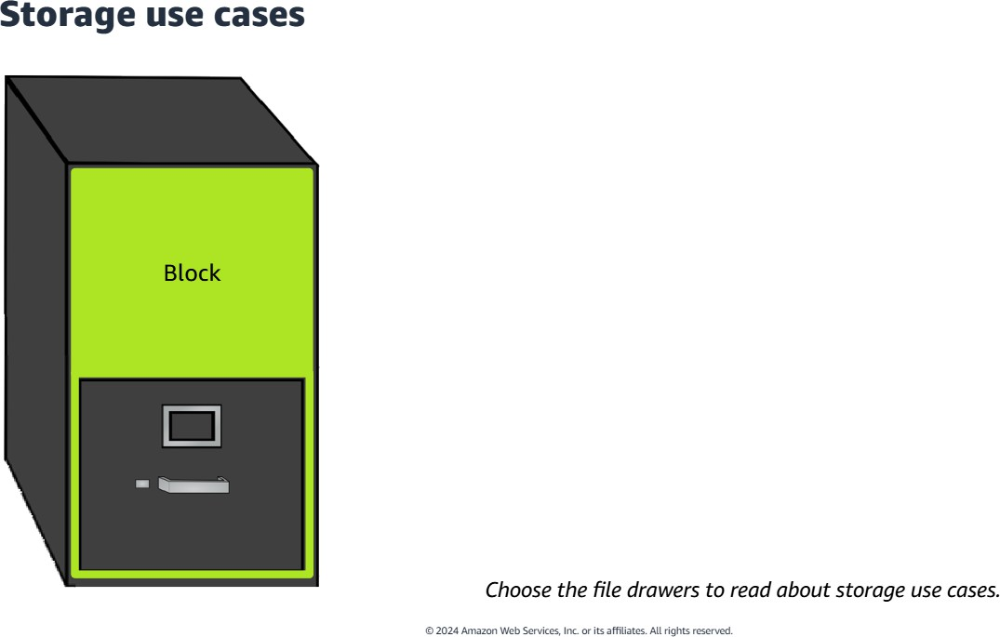 Storage use cases
Block
Choose the file drawers to read about storage use cases.
© 2024 Amazon Web Services, Inc. or its affiliates. All rights reserved.